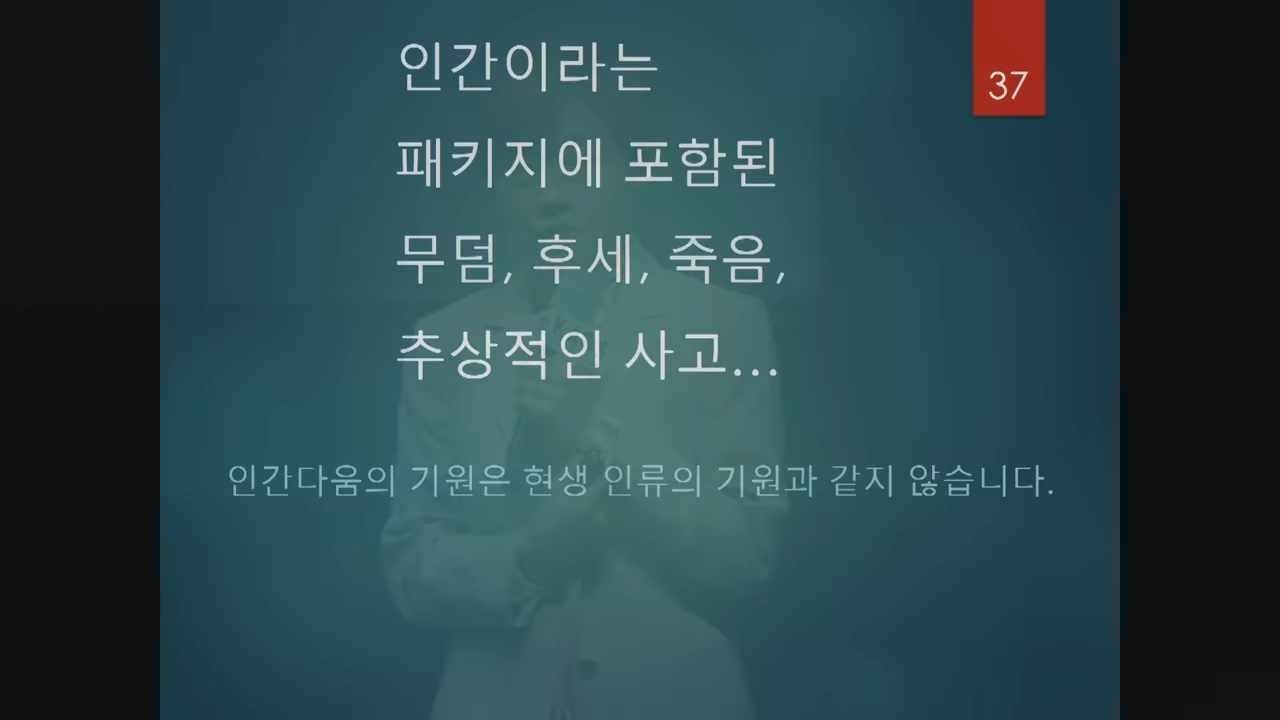 인간이라는
37
패키지에 포함된
무덤, 후세, 죽음,
추상적인 사고...
인간다움의 기원은 현생 인류의 기원과 같지 않습니다.